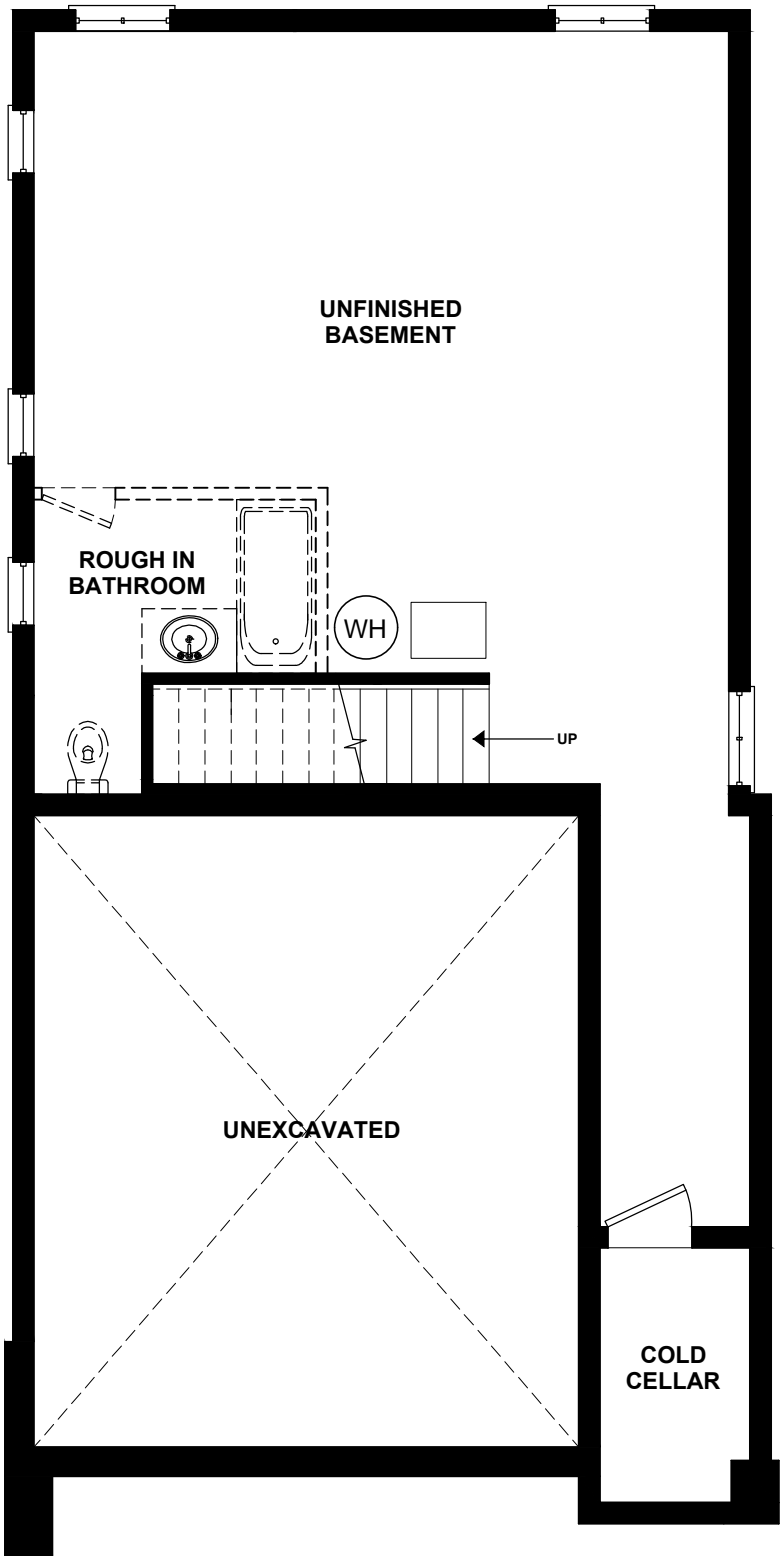 UNFINISHED
BASEMENT
ROUGH IN
BATHROOM
WH
UP
UNEXCAVATED
COLD
CELLAR